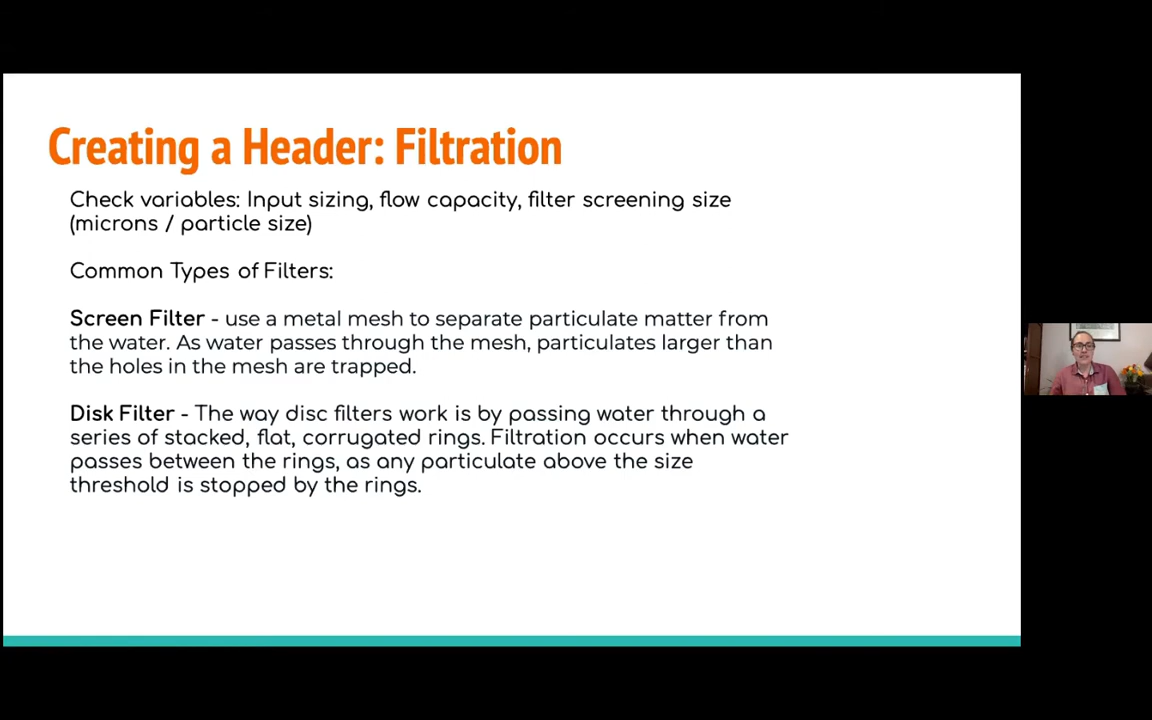 Creating a Header: Filtration
Check variables: Input sizing, flow capacity, filter screening size
(microns / particle size)
Common Types of Filters:
Screen Filter - use a metal mesh to separate particulate matter from
the water. As water passes through the mesh, particulates larger than
the holes in the mesh are trapped.
Disk Filter - The way disc filters work is by passing water through a
series of stacked, flat, corrugated rings. Filtration occurs when water
passes between the rings, as any particulate above the size
threshold is stopped by the rings.